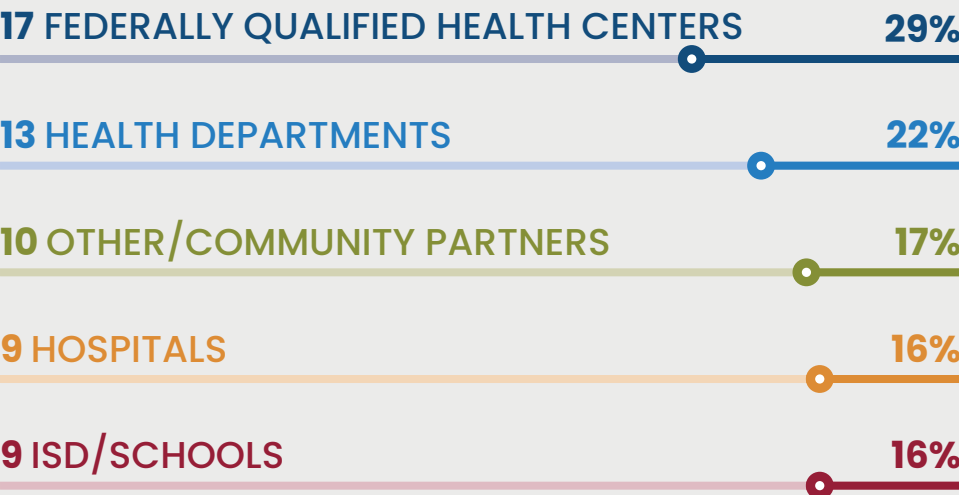 17 FEDERALLY QUALIFIED HEALTH CENTERS 29%
13 HEALTH DEPARTMENTS 22%
10 OTHER/COMMUNITY PARTNERS 17%
9 HOSPITALS 16%
9 ISD/SCHOOLS 16%